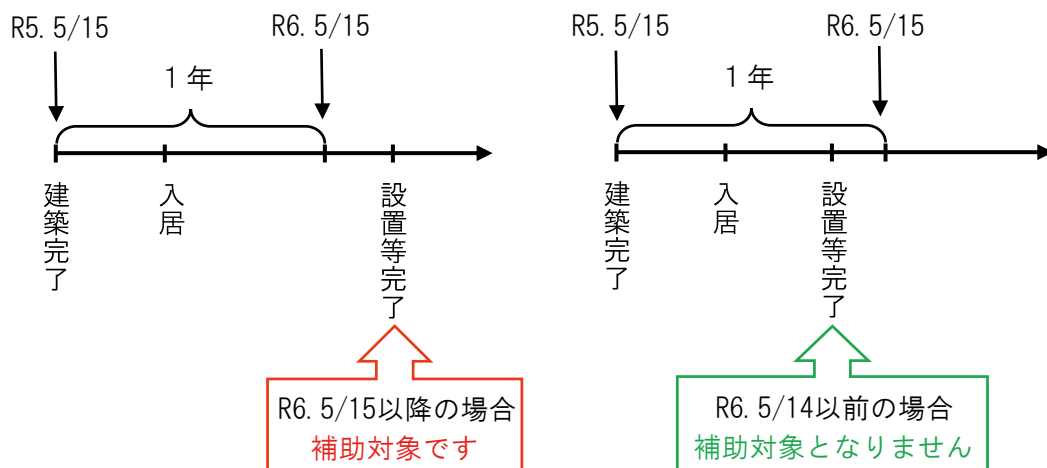 R5. 5/15
R6. 5/15
1年
建築完了
入居
設置等完了
R6. 5/15以降の場合
補助対象です
R5. 5/15
R6. 5/15
1年
建築完了
入居
設置等完了
R6. 5/14以前の場合
補助対象となりません